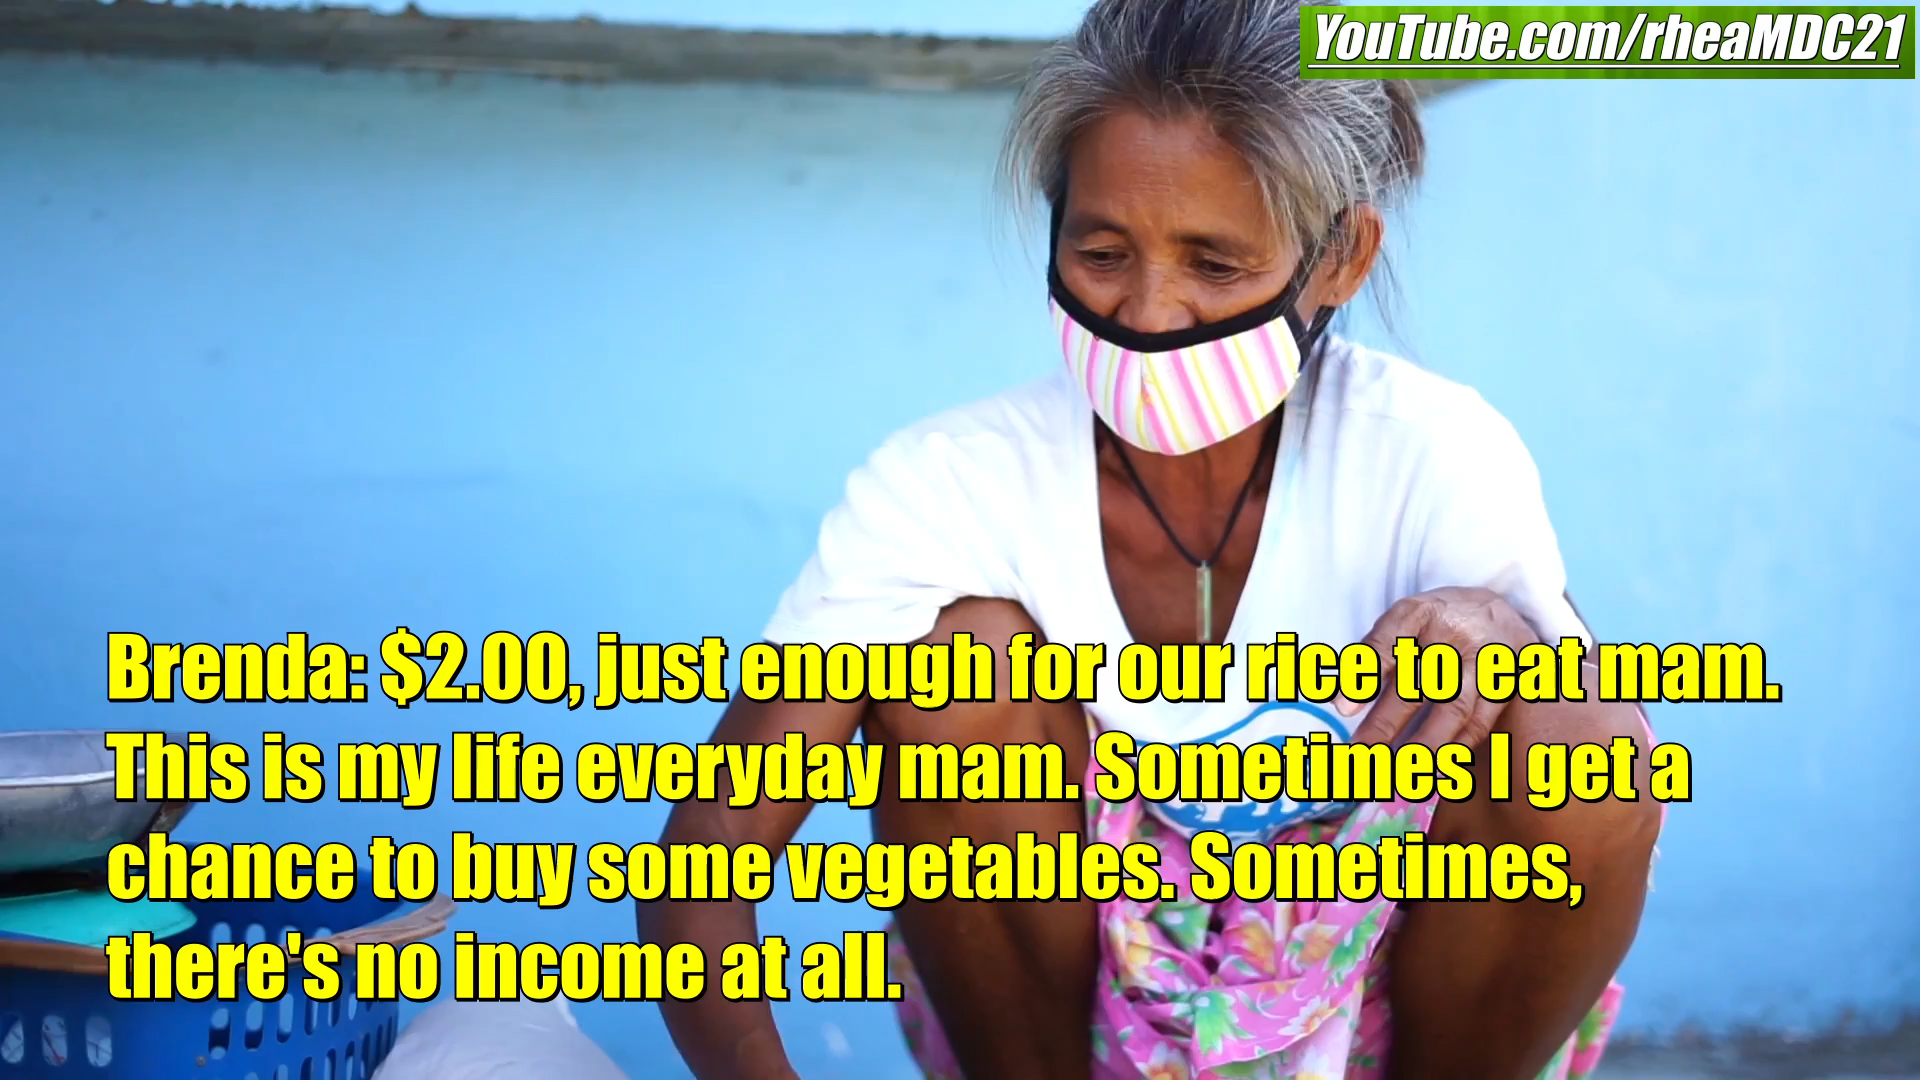 YouTube.com/rheaMDC21
Brenda: $2.00, just enough for our rice to eat mam.
This is my life everyday mam. Sometimes I get a
chance to buy some vegetables. Sometimes,
there's no income at all.